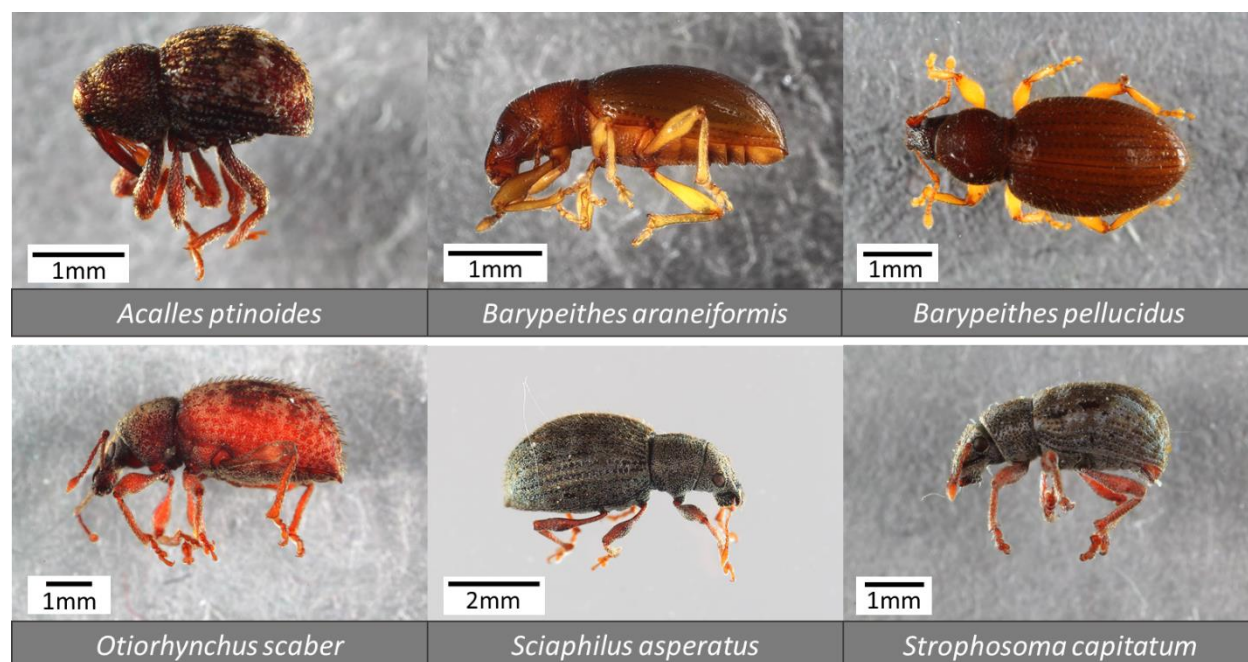 1mm
1mm
1mm
Acalles ptinoides
Barypeithes araneiformis
Barypeithes pellucidus
1mm
2mm
1mm
Otiorhynchus scaber
Sciaphilus asperatus
Strophosoma capitatum